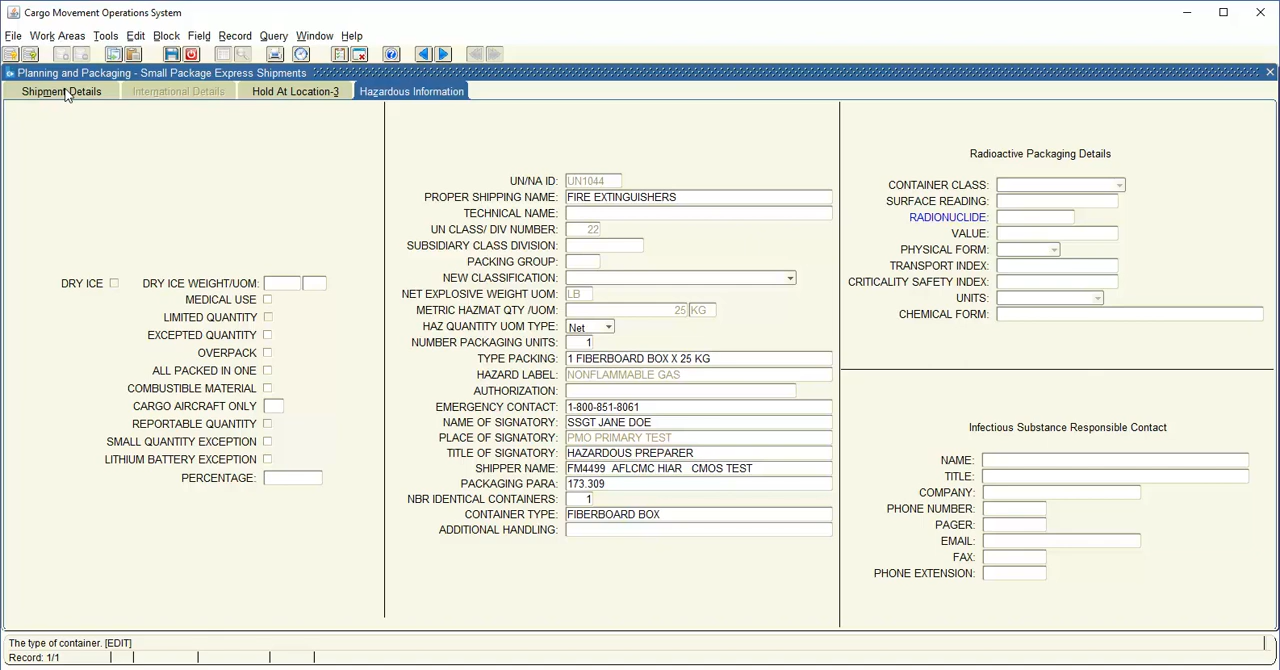 Cargo Movement Operations System
File Work Areas Tools Edit Block Field Record Query Window Help
Planning and Packaging - Small Package Express Shipments
Shipment Details International Details Hold At Location-3 Hazardous Information
DRY ICE DRY ICE WEIGHT/UOM:
MEDICAL USE
LIMITED QUANTITY
EXCEPTED QUANTITY
OVERPACK
ALL PACKED IN ONE
COMBUSTIBLE MATERIAL
CARGO AIRCRAFT ONLY
REPORTABLE QUANTITY
SMALL QUANTITY EXCEPTION
LITHIUM BATTERY EXCEPTION
PERCENTAGE:
UN/NA ID: UN1044
PROPER SHIPPING NAME: FIRE EXTINGUISHERS
TECHNICAL NAME:
UN CLASS/ DIV NUMBER: 22
SUBSIDIARY CLASS DIVISION:
PACKING GROUP:
NEW CLASSIFICATION:
NET EXPLOSIVE WEIGHT UOM: LB
METRIC HAZMAT QTY /UOM: 25 KG
HAZ QUANTITY UOM TYPE: Net
NUMBER PACKAGING UNITS: 1
TYPE PACKING: 1 FIBERBOARD BOX X 25 KG
HAZARD LABEL: NONFLAMMABLE GAS
AUTHORIZATION:
EMERGENCY CONTACT: 1-800-851-8061
NAME OF SIGNATORY: SSGT JANE DOE
PLACE OF SIGNATORY: PMO PRIMARY TEST
TITLE OF SIGNATORY: HAZARDOUS PREPARER
SHIPPER NAME: FM4499 AFLCMC HIAR CMOS TEST
PACKAGING PARA: 173.309
NBR IDENTICAL CONTAINERS: 1
CONTAINER TYPE: FIBERBOARD BOX
ADDITIONAL HANDLING:
Radioactive Packaging Details
CONTAINER CLASS:
SURFACE READING:
RADIONUCLIDE:
VALUE:
PHYSICAL FORM:
TRANSPORT INDEX:
CRITICALITY SAFETY INDEX:
UNITS:
CHEMICAL FORM:
Infectious Substance Responsible Contact
NAME:
TITLE:
COMPANY:
PHONE NUMBER:
PAGER:
EMAIL:
FAX:
PHONE EXTENSION:
The type of container. [EDIT]
Record: 1/1